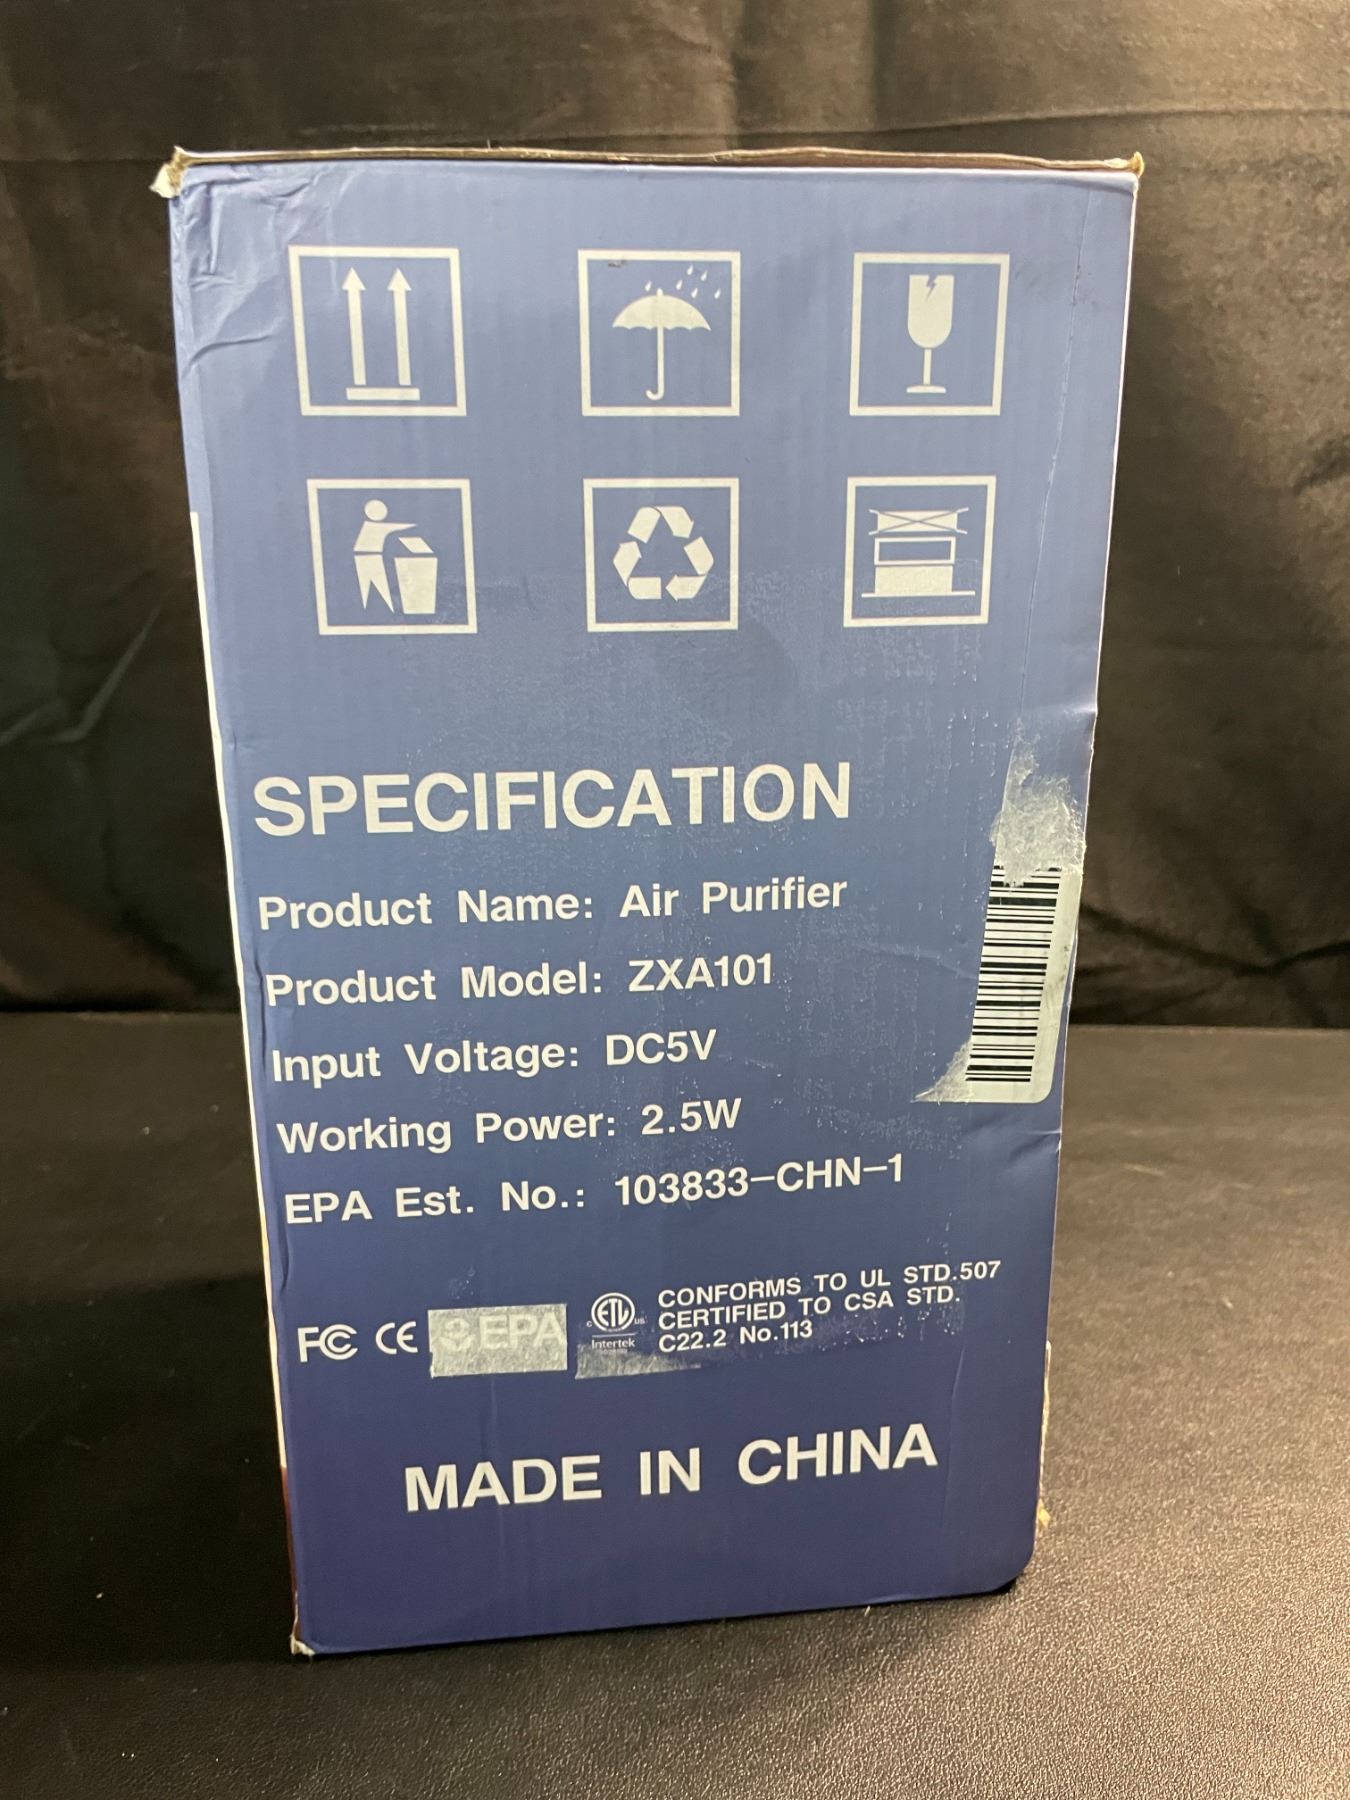 SPECIFICATION
Product Name: Air Purifier
Product Model: ZXA101
Input Voltage: DC5V
Working Power: 2.5W
EPA Est. No.: 103833-CHN-1
FC CE EPA
c ETL us
Intertek
CONFORMS TO UL STD.507
CERTIFIED TO CSA STD.
C22.2 No.113
MADE IN CHINA